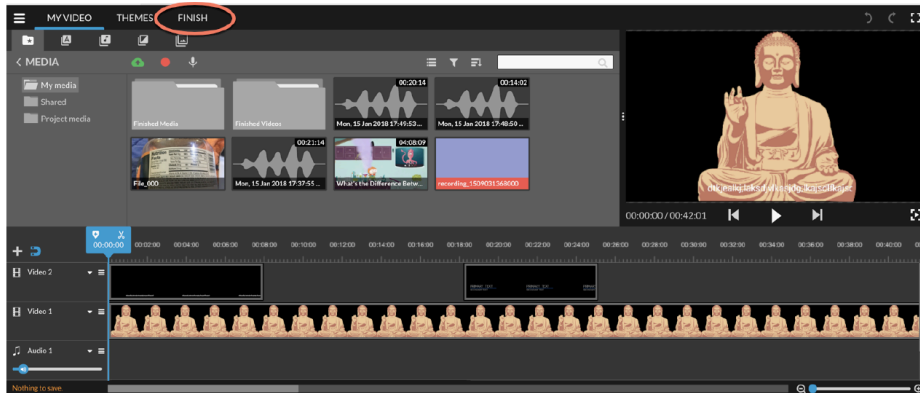 MY VIDEO THEMES FINISH
MEDIA
My media
Shared
Project media
Finished Media
Finished Videos
00:20:14
Mon, 15 Jan 2018 17:49:53...
00:14:02
Mon, 15 Jan 2018 17:48:50...
File_000
00:21:14
Mon, 15 Jan 2018 17:37:55...
04:08:09
What's the Difference Betw...
recording_1509031368000
00:00:00 / 00:42:01
00:00:00 00:02:00 00:04:00 00:06:00 00:08:00 00:10:00 00:12:00 00:14:00 00:16:00 00:18:00 00:20:00 00:22:00 00:24:00 00:26:00 00:28:00 00:30:00 00:32:00 00:34:00 00:36:00 00:38:00 00:40:00
Video 2
Video 1
Audio 1
Nothing to save